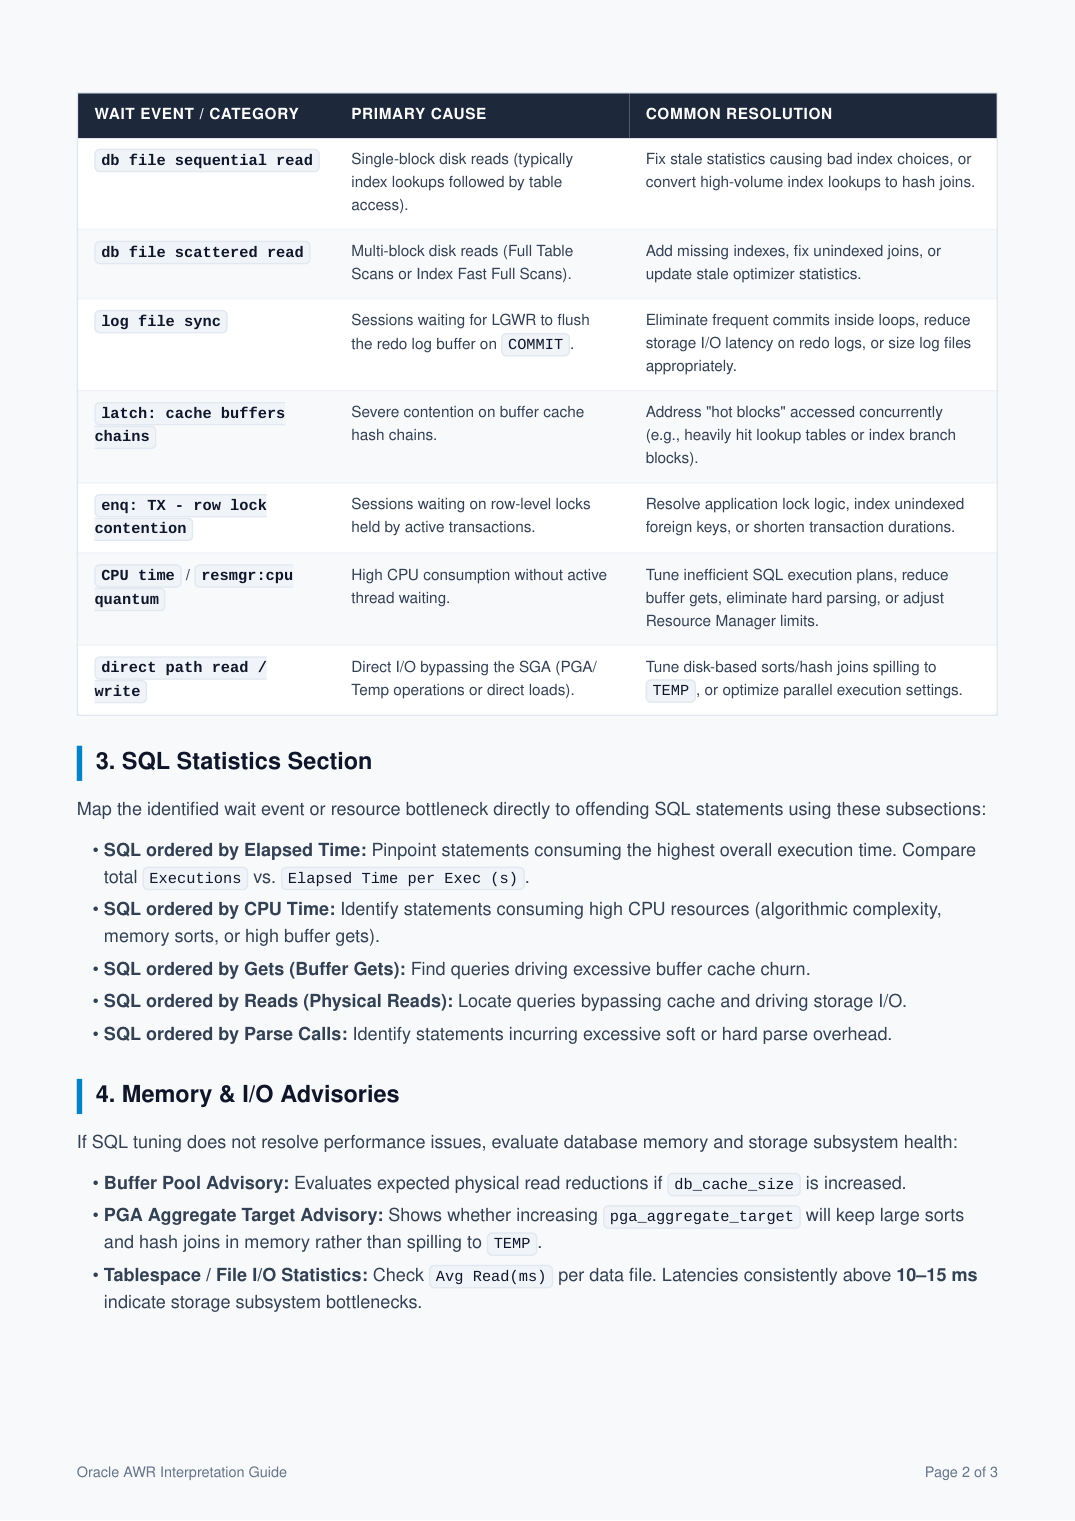 WAIT EVENT / CATEGORY PRIMARY CAUSE COMMON RESOLUTION
db file sequential read Single-block disk reads (typically Fix stale statistics causing bad index choices, or
index lookups followed by table convert high-volume index lookups to hash joins.
access).
db file scattered read Multi-block disk reads (Full Table Add missing indexes, fix unindexed joins, or
Scans or Index Fast Full Scans). update stale optimizer statistics.
log file sync Sessions waiting for LGWR to flush Eliminate frequent commits inside loops, reduce
the redo log buffer on COMMIT. storage I/O latency on redo logs, or size log files
appropriately.
latch: cache buffers Severe contention on buffer cache Address "hot blocks" accessed concurrently
chains hash chains. (e.g., heavily hit lookup tables or index branch
blocks).
enq: TX - row lock Sessions waiting on row-level locks Resolve application lock logic, index unindexed
contention held by active transactions. foreign keys, or shorten transaction durations.
CPU time / resmgr:cpu High CPU consumption without active Tune inefficient SQL execution plans, reduce
quantum thread waiting. buffer gets, eliminate hard parsing, or adjust
Resource Manager limits.
direct path read / Direct I/O bypassing the SGA (PGA/ Tune disk-based sorts/hash joins spilling to
write Temp operations or direct loads). TEMP, or optimize parallel execution settings.
3. SQL Statistics Section
Map the identified wait event or resource bottleneck directly to offending SQL statements using these subsections:
• SQL ordered by Elapsed Time: Pinpoint statements consuming the highest overall execution time. Compare
total Executions vs. Elapsed Time per Exec (s).
• SQL ordered by CPU Time: Identify statements consuming high CPU resources (algorithmic complexity,
memory sorts, or high buffer gets).
• SQL ordered by Gets (Buffer Gets): Find queries driving excessive buffer cache churn.
• SQL ordered by Reads (Physical Reads): Locate queries bypassing cache and driving storage I/O.
• SQL ordered by Parse Calls: Identify statements incurring excessive soft or hard parse overhead.
4. Memory & I/O Advisories
If SQL tuning does not resolve performance issues, evaluate database memory and storage subsystem health:
• Buffer Pool Advisory: Evaluates expected physical read reductions if db_cache_size is increased.
• PGA Aggregate Target Advisory: Shows whether increasing pga_aggregate_target will keep large sorts
and hash joins in memory rather than spilling to TEMP.
• Tablespace / File I/O Statistics: Check Avg Read(ms) per data file. Latencies consistently above 10–15 ms
indicate storage subsystem bottlenecks.
Oracle AWR Interpretation Guide Page 2 of 3